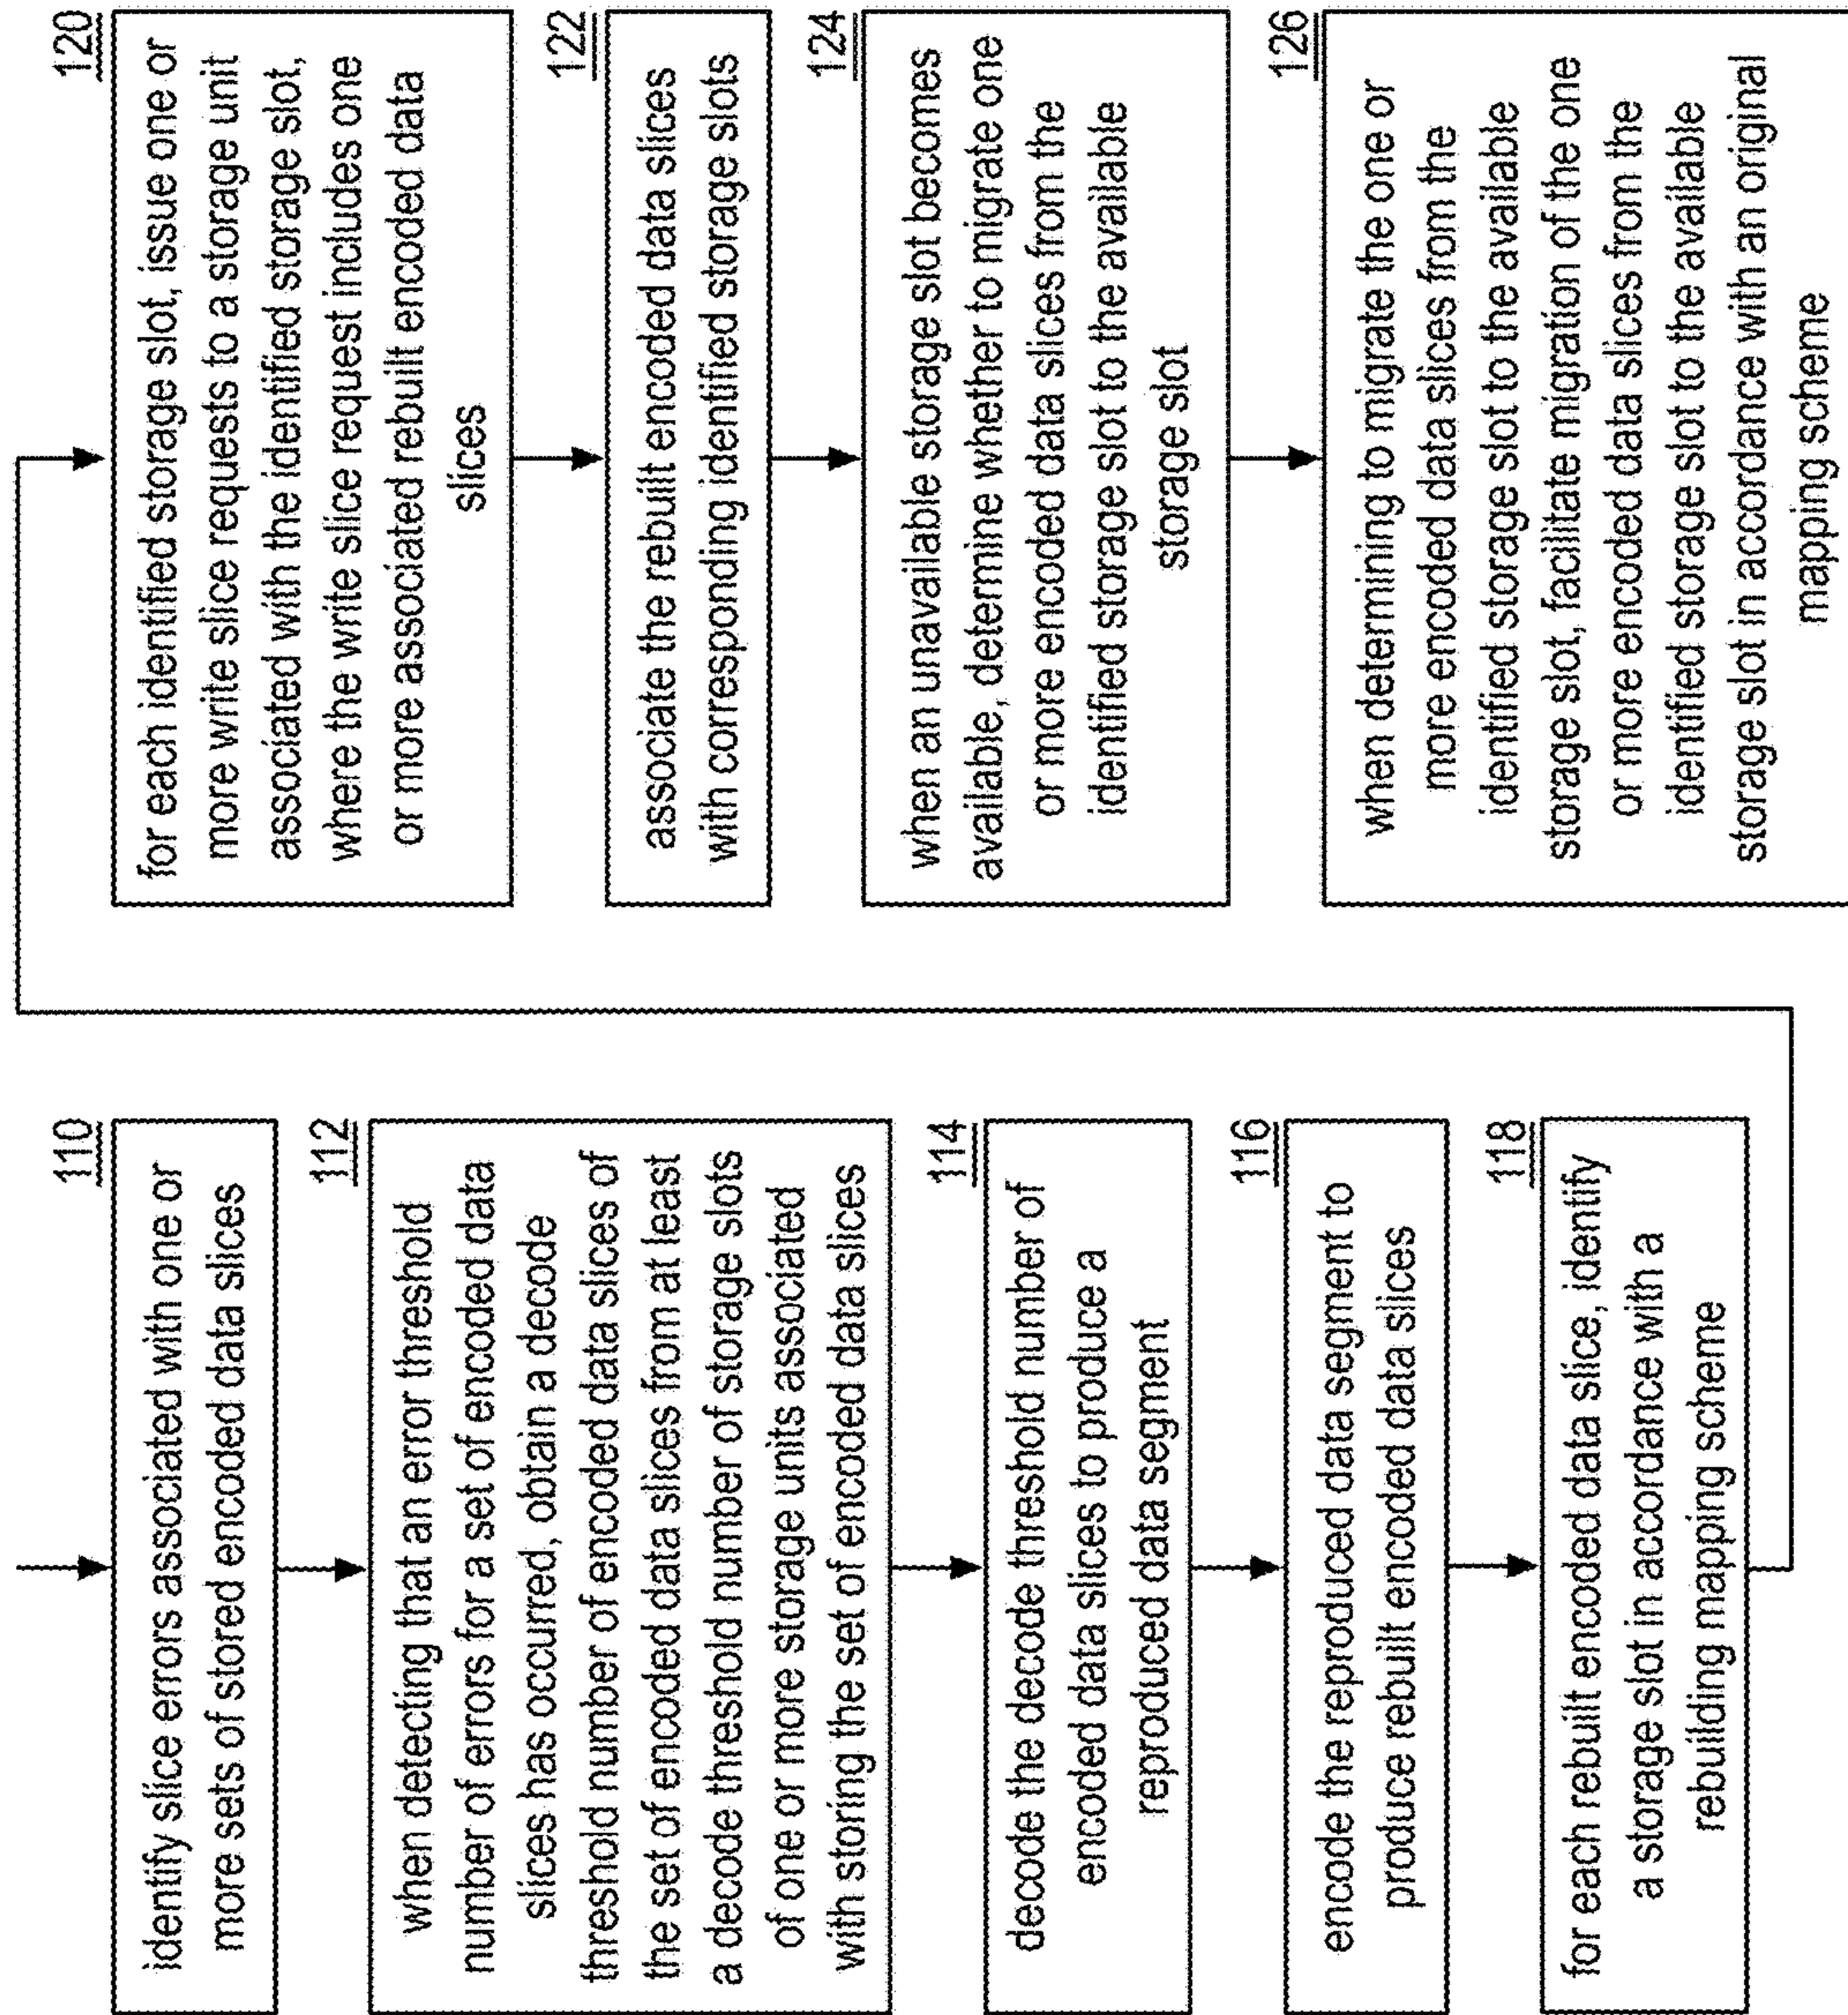 110
identify slice errors associated with one or
more sets of stored encoded data slices
112
when detecting that an error threshold
number of errors for a set of encoded data
slices has occurred, obtain a decode
threshold number of encoded data slices of
the set of encoded data slices from at least
a decode threshold number of storage slots
of one or more storage units associated
with storing the set of encoded data slices
114
decode the decode threshold number of
encoded data slices to produce a
reproduced data segment
116
encode the reproduced data segment to
produce rebuilt encoded data slices
118
for each rebuilt encoded data slice, identify
a storage slot in accordance with a
rebuilding mapping scheme
120
for each identified storage slot, issue one or
more write slice requests to a storage unit
associated with the identified storage slot,
where the write slice request includes one
or more associated rebuilt encoded data
slices
122
associate the rebuilt encoded data slices
with corresponding identified storage slots
124
when an unavailable storage slot becomes
available, determine whether to migrate one
or more encoded data slices from the
identified storage slot to the available
storage slot
126
when determining to migrate the one or
more encoded data slices from the
identified storage slot to the available
storage slot, facilitate migration of the one
or more encoded data slices from the
identified storage slot to the available
storage slot in accordance with an original
mapping scheme